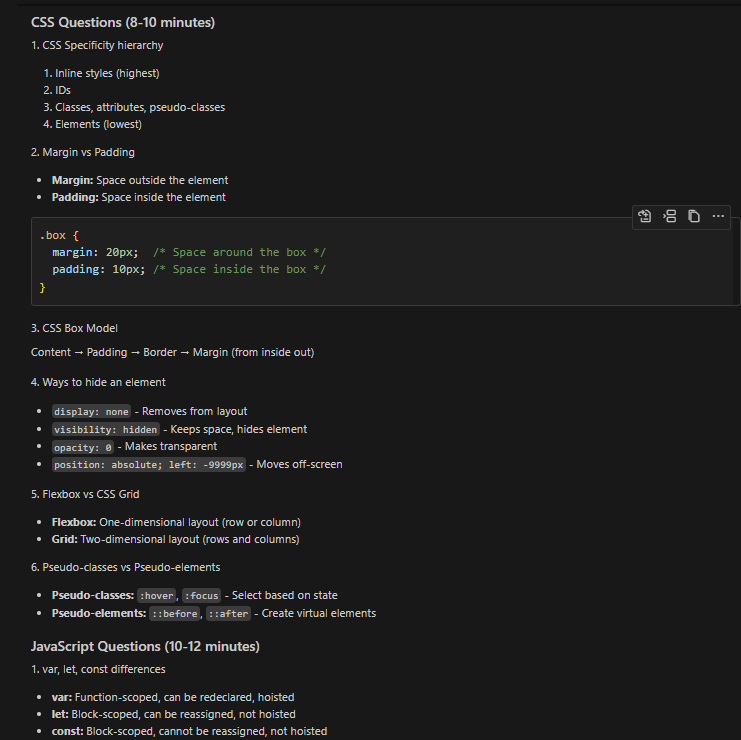 CSS Questions (8-10 minutes)
1. CSS Specificity hierarchy
1. Inline styles (highest)
2. IDs
3. Classes, attributes, pseudo-classes
4. Elements (lowest)
2. Margin vs Padding
• Margin: Space outside the element
• Padding: Space inside the element
.box {
  margin: 20px;  /* Space around the box */
  padding: 10px; /* Space inside the box */
}
3. CSS Box Model
Content → Padding → Border → Margin (from inside out)
4. Ways to hide an element
• display: none - Removes from layout
• visibility: hidden - Keeps space, hides element
• opacity: 0 - Makes transparent
• position: absolute; left: -9999px - Moves off-screen
5. Flexbox vs CSS Grid
• Flexbox: One-dimensional layout (row or column)
• Grid: Two-dimensional layout (rows and columns)
6. Pseudo-classes vs Pseudo-elements
• Pseudo-classes: :hover, :focus - Select based on state
• Pseudo-elements: ::before, ::after - Create virtual elements
JavaScript Questions (10-12 minutes)
1. var, let, const differences
• var: Function-scoped, can be redeclared, hoisted
• let: Block-scoped, can be reassigned, not hoisted
• const: Block-scoped, cannot be reassigned, not hoisted